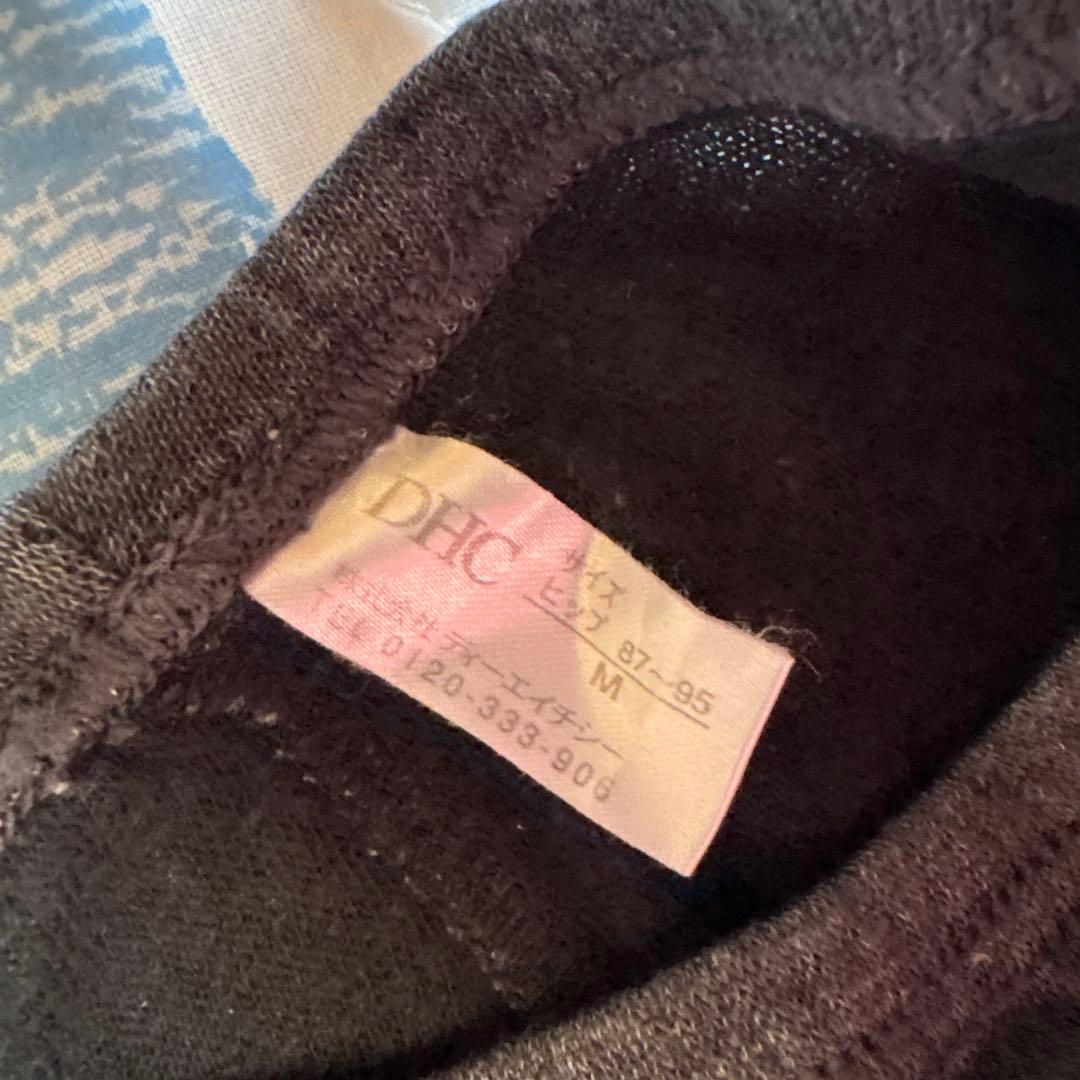 DHC
サイズ
ヒップ 87～95
M
株式会社 ディーエイチシー
TEL 0120-333-906